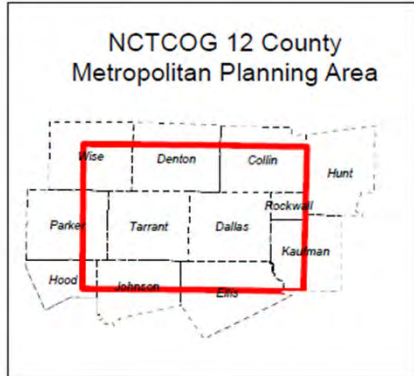 NCTCOG 12 County
Metropolitan Planning Area
Wise
Denton
Collin
Hunt
Rockwall
Parker
Tarrant
Dallas
Kaufman
Hood
Johnson
Ellis